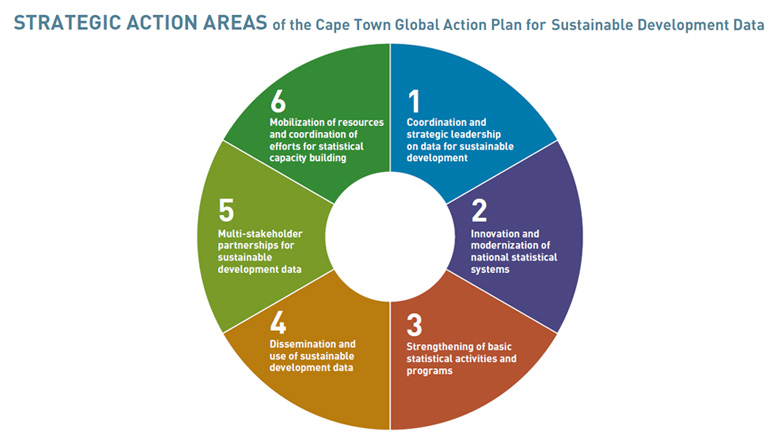 STRATEGIC ACTION AREAS of the Cape Town Global Action Plan for Sustainable Development Data
1
Coordination and
strategic leadership
on data for sustainable
development
2
Innovation and
modernization of
national statistical
systems
3
Strengthening of basic
statistical activities and
programs
4
Dissemination and
use of sustainable
development data
5
Multi-stakeholder
partnerships for
sustainable
development data
6
Mobilization of resources
and coordination of
efforts for statistical
capacity building